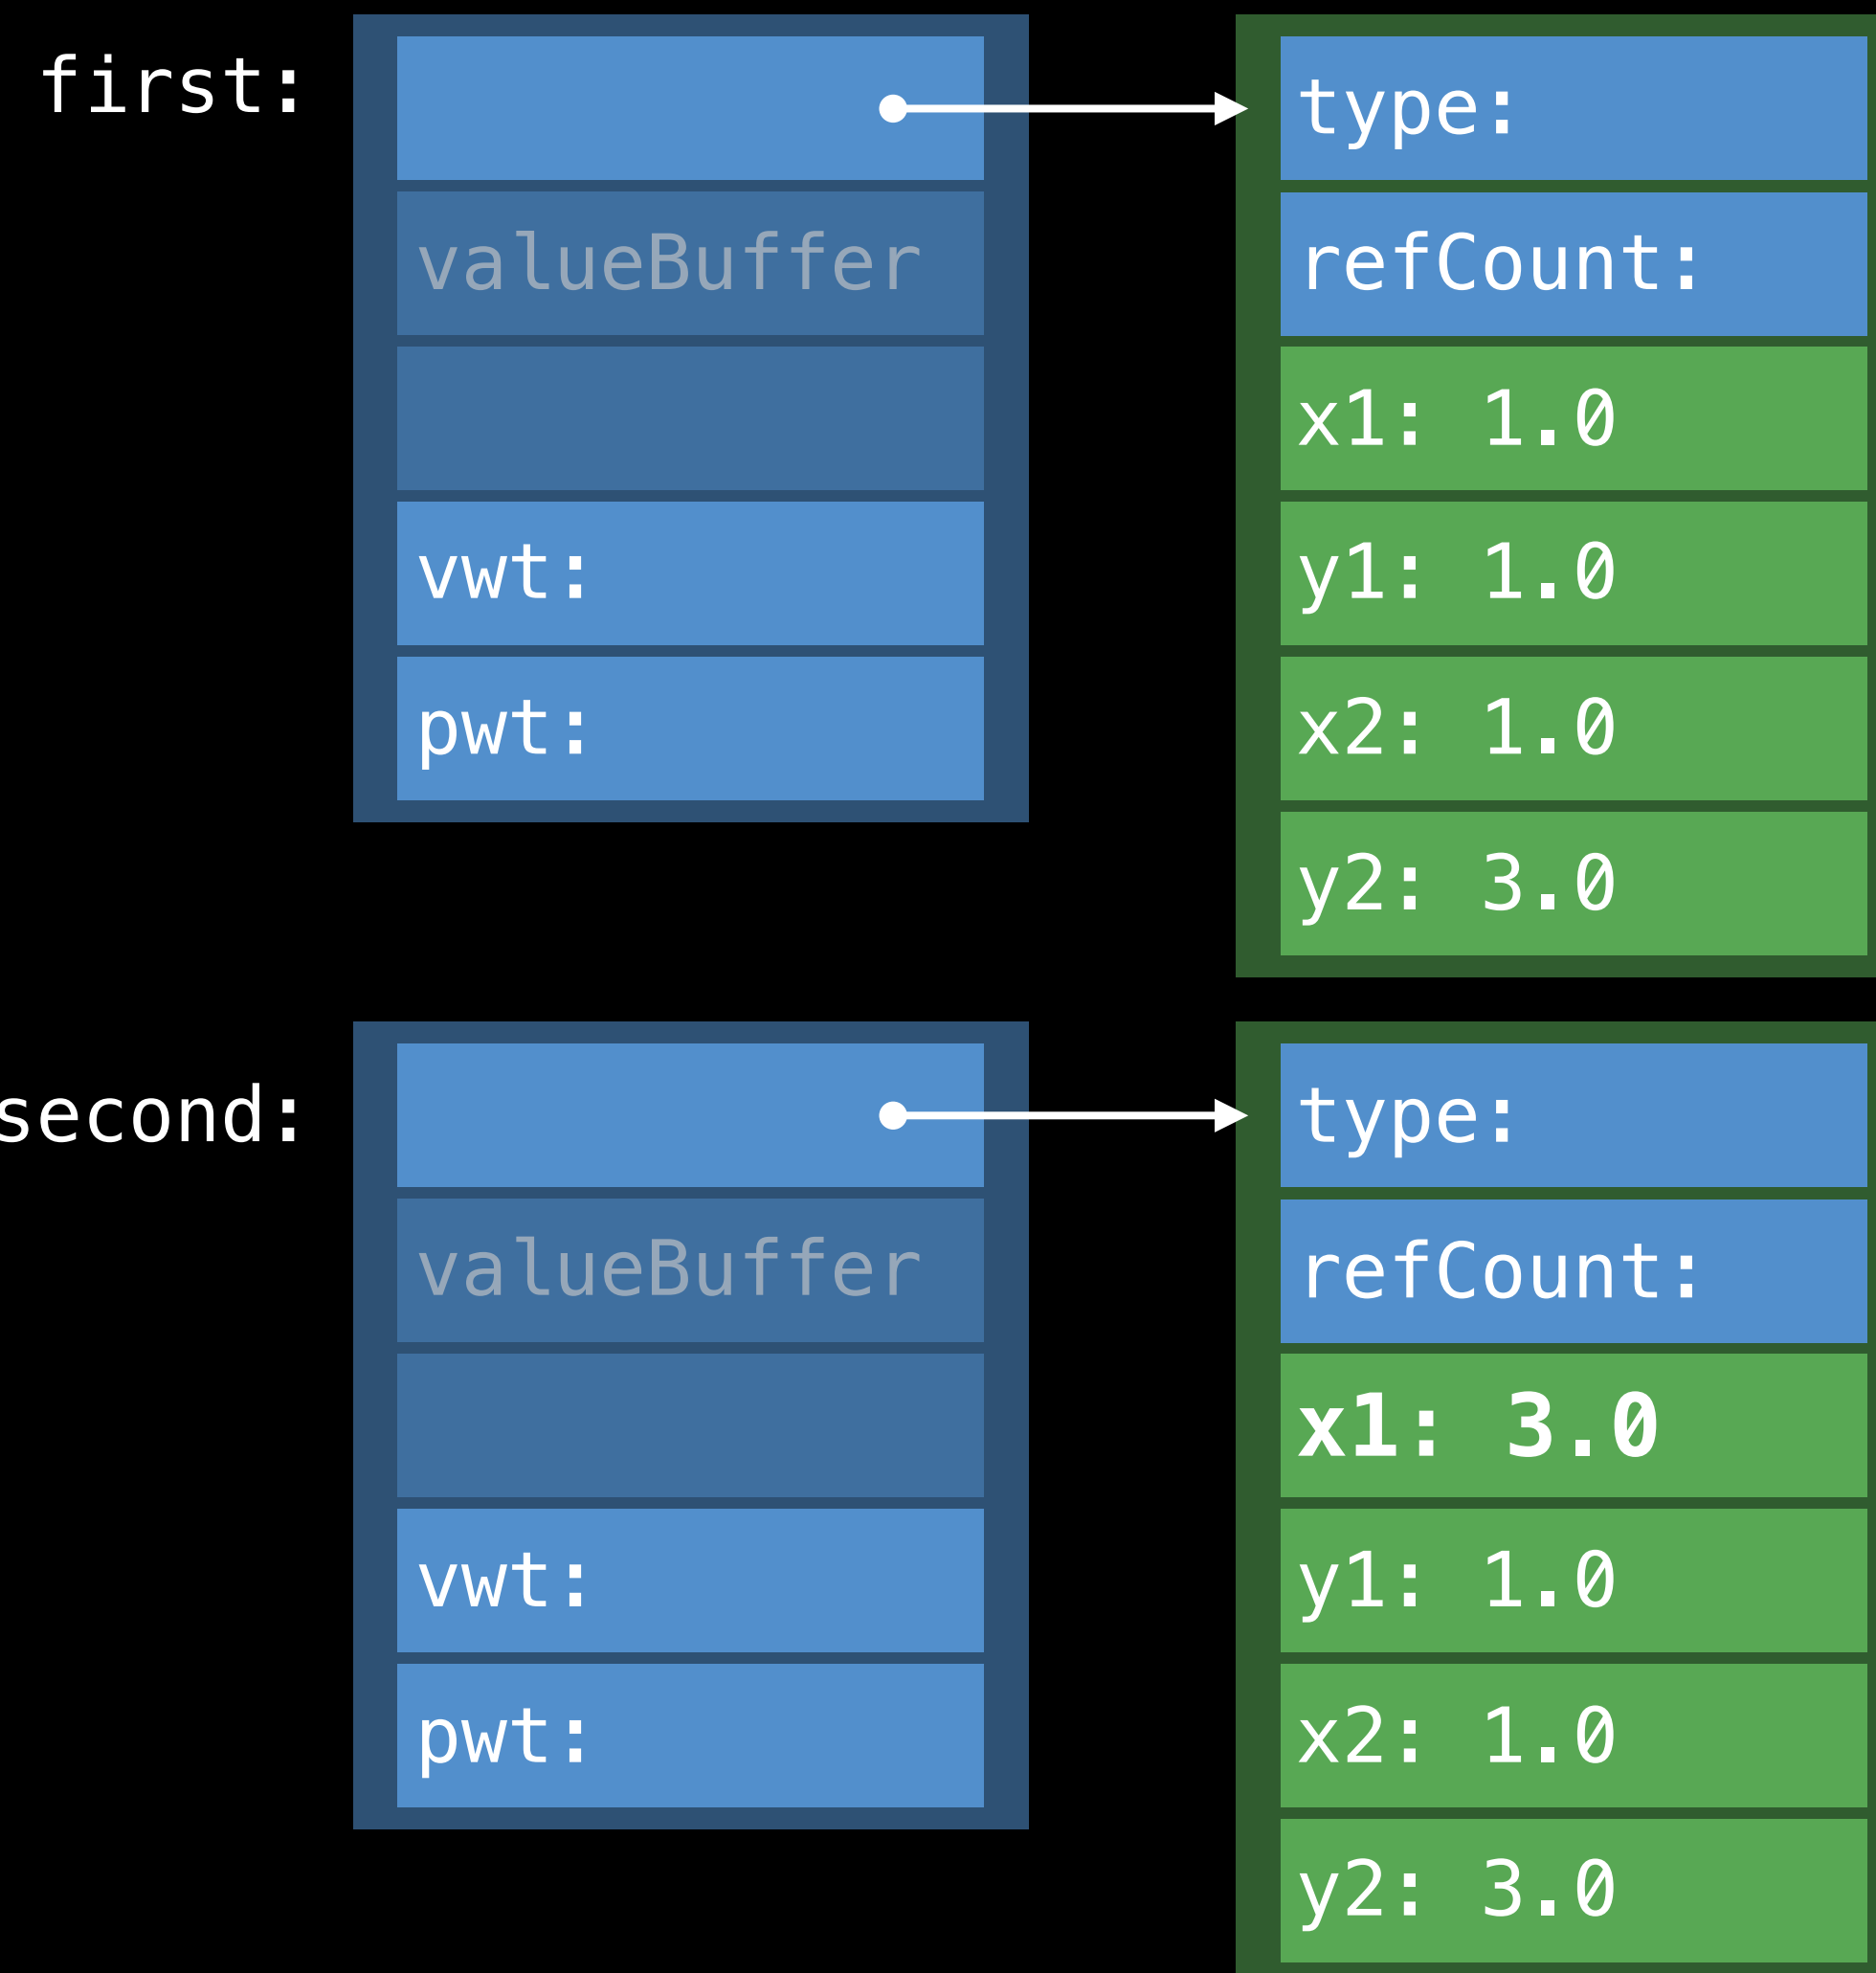 first:
valueBuffer
vwt:
pwt:
type:
refCount:
x1: 1.0
y1: 1.0
x2: 1.0
y2: 3.0
second:
valueBuffer
vwt:
pwt:
type:
refCount:
x1: 3.0
y1: 1.0
x2: 1.0
y2: 3.0